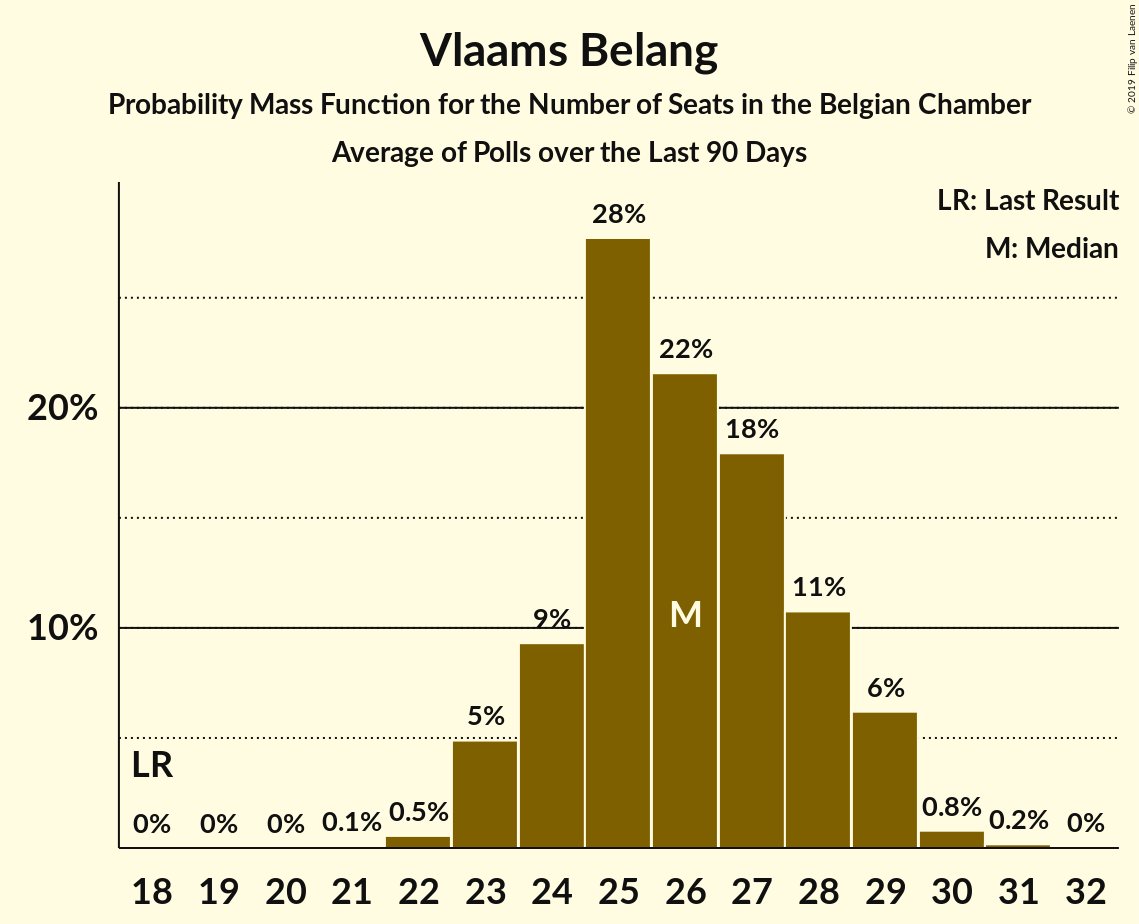 Vlaams Belang
Probability Mass Function for the Number of Seats in the Belgian Chamber
Average of Polls over the Last 90 Days
© 2019 Filip van Laenen
LR: Last Result
M: Median
28%
22%
20%
18%
11%
M
9%
10%
6%
5%
LR
0%
0%
0%
0.1%
0.5%
0.8%
0.2%
0%
18 19 20 21 22 23 24 25 26 27 28 29 30 31 32